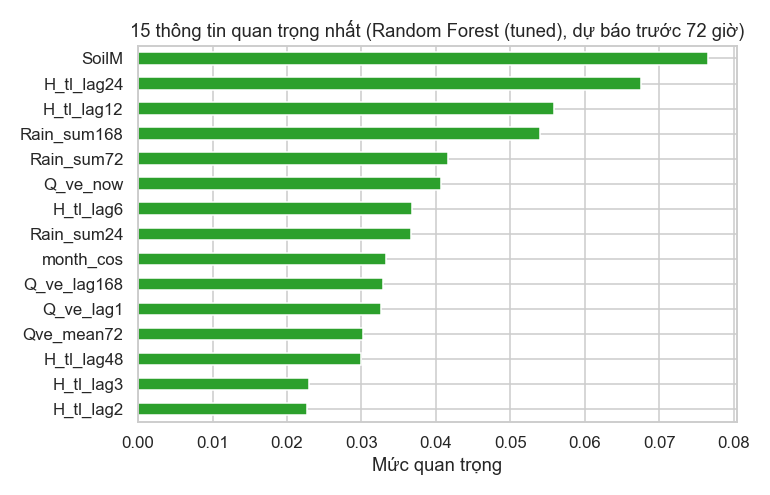 15 thông tin quan trọng nhất (Random Forest (tuned), dự báo trước 72 giờ)
SoilM
H_tl_lag24
H_tl_lag12
Rain_sum168
Rain_sum72
Q_ve_now
H_tl_lag6
Rain_sum24
month_cos
Q_ve_lag168
Q_ve_lag1
Qve_mean72
H_tl_lag48
H_tl_lag3
H_tl_lag2
0.00 0.01 0.02 0.03 0.04 0.05 0.06 0.07 0.08
Mức quan trọng